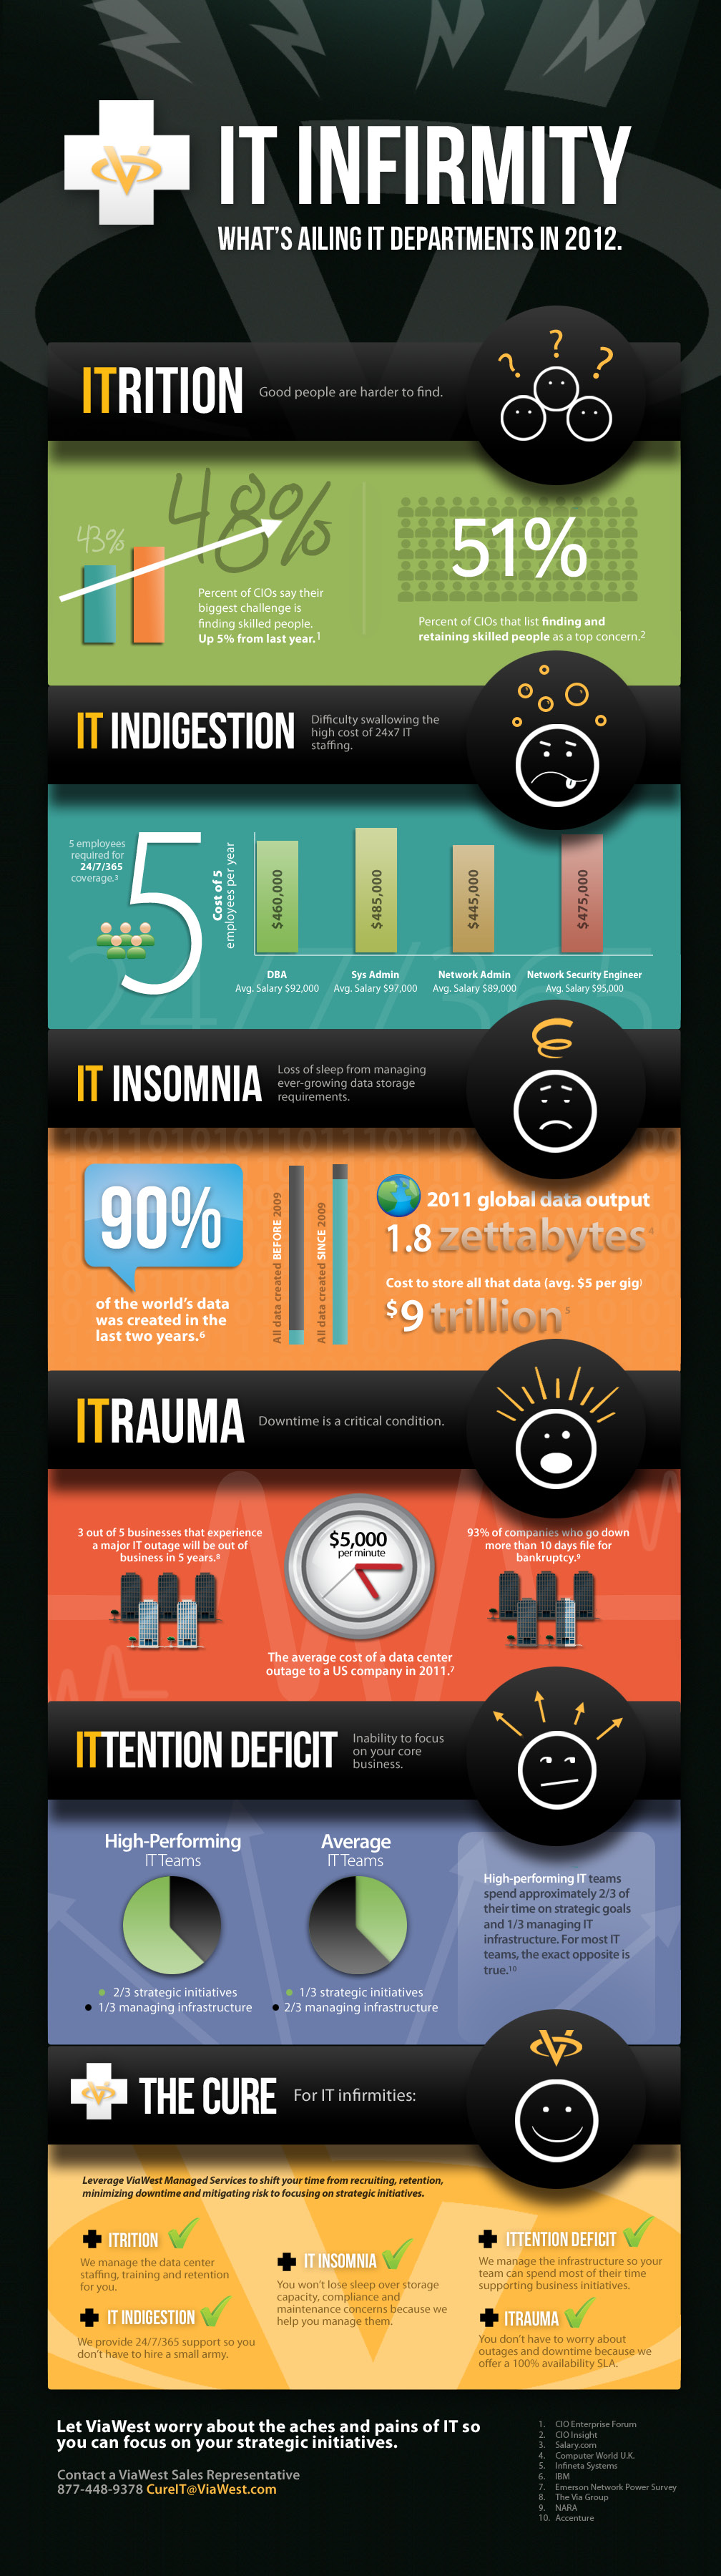 IT INFIRMITY
WHAT'S AILING IT DEPARTMENTS IN 2012.
ITRITION
Good people are harder to find.
? ? ?
43%
48%
Percent of CIOs say their
biggest challenge is
finding skilled people.
Up 5% from last year.1
51%
Percent of CIOs that list finding and
retaining skilled people as a top concern.2
IT INDIGESTION
Difficulty swallowing the
high cost of 24x7 IT
staffing.
5 employees
required for
24/7/365
coverage.3
5
24/7/365
Cost of 5
employees per year
$460,000
$485,000
$445,000
$475,000
DBA
Avg. Salary $92,000
Sys Admin
Avg. Salary $97,000
Network Admin
Avg. Salary $89,000
Network Security Engineer
Avg. Salary $95,000
IT INSOMNIA
Loss of sleep from managing
ever-growing data storage
requirements.
90%
of the world's data
was created in the
last two years.6
All data created BEFORE 2009
All data created SINCE 2009
2011 global data output
1.8 zettabytes4
Cost to store all that data (avg. $5 per gig)
$9 trillion5
ITRAUMA
Downtime is a critical condition.
3 out of 5 businesses that experience
a major IT outage will be out of
business in 5 years.8
$5,000
per minute
The average cost of a data center
outage to a US company in 2011.7
93% of companies who go down
more than 10 days file for
bankruptcy.9
ITTENTION DEFICIT
Inability to focus
on your core
business.
High-Performing
IT Teams
2/3 strategic initiatives
1/3 managing infrastructure
Average
IT Teams
1/3 strategic initiatives
2/3 managing infrastructure
High-performing IT teams
spend approximately 2/3 of
their time on strategic goals
and 1/3 managing IT
infrastructure. For most IT
teams, the exact opposite is
true.10
THE CURE
For IT infirmities:
Leverage ViaWest Managed Services to shift your time from recruiting, retention,
minimizing downtime and mitigating risk to focusing on strategic initiatives.
ITRITION
We manage the data center
staffing, training and retention
for you.
IT INDIGESTION
We provide 24/7/365 support so you
don't have to hire a small army.
IT INSOMNIA
You won't lose sleep over storage
capacity, compliance and
maintenance concerns because we
help you manage them.
ITTENTION DEFICIT
We manage the infrastructure so your
team can spend most of their time
supporting business initiatives.
ITRAUMA
You don't have to worry about
outages and downtime because we
offer a 100% availability SLA.
Let ViaWest worry about the aches and pains of IT so
you can focus on your strategic initiatives.
Contact a ViaWest Sales Representative
877-448-9378 CureIT@ViaWest.com
1. CIO Enterprise Forum
2. CIO Insight
3. Salary.com
4. Computer World U.K.
5. Infineta Systems
6. IBM
7. Emerson Network Power Survey
8. The Via Group
9. NARA
10. Accenture